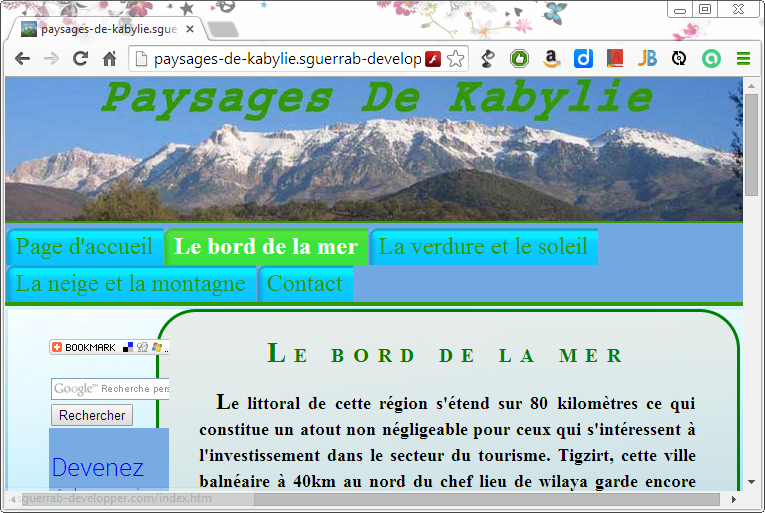 paysages-de-kabylie.sgue
paysages-de-kabylie.sguerrab-develop
Paysages De Kabylie
Page d'accueil Le bord de la mer La verdure et le soleil
La neige et la montagne Contact
BOOKMARK
Le bord de la mer
Google™ Recherche pers
Rechercher
Le littoral de cette région s'étend sur 80 kilomètres ce qui
constitue un atout non négligeable pour ceux qui s'intéressent à
l'investissement dans le secteur du tourisme. Tigzirt, cette ville
balnéaire à 40km au nord du chef lieu de wilaya garde encore
Devenez
sguerrab-developper.com/index.htm